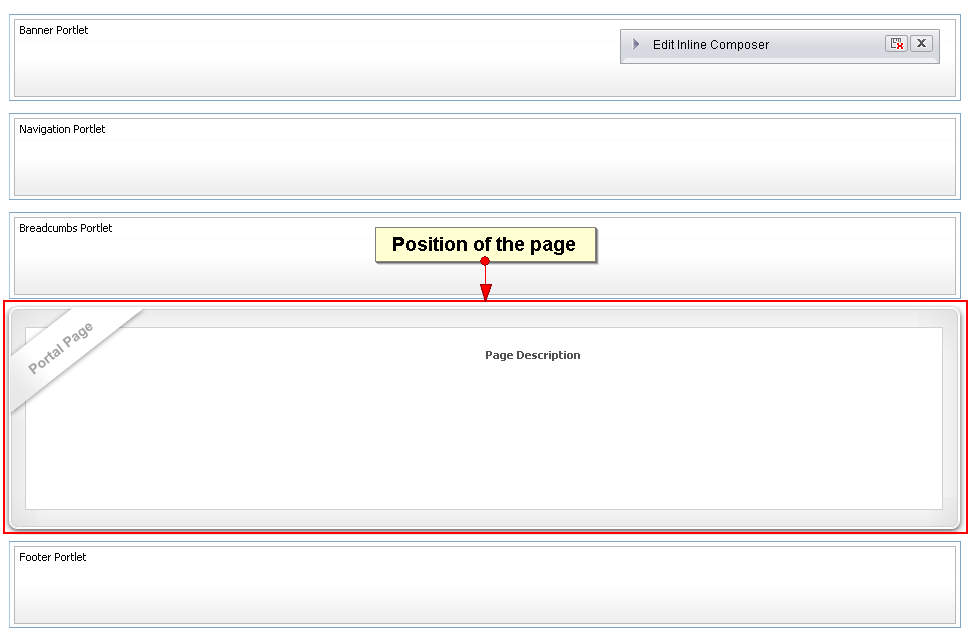 Banner Portlet
Edit Inline Composer
Navigation Portlet
Breadcumbs Portlet
Position of the page
Portal Page
Page Description
Footer Portlet